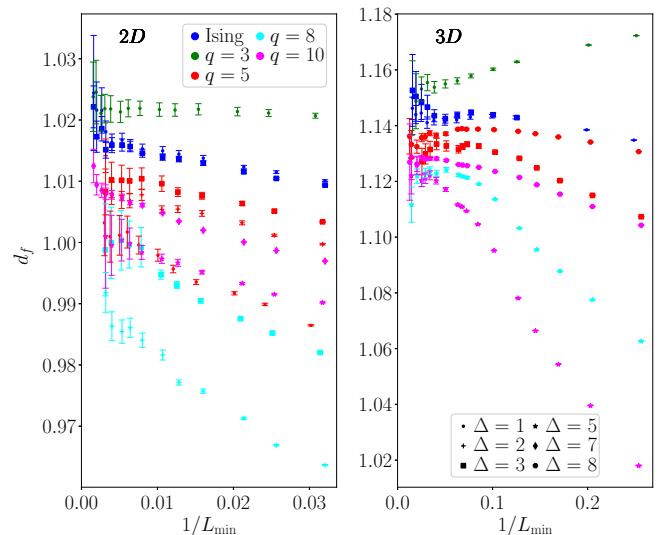 2D
Ising
q = 3
q = 5
q = 8
q = 10
d_f
1.03
1.02
1.01
1.00
0.99
0.98
0.97
0.00 0.01 0.02 0.03
1/L_min
3D
1.18
1.16
1.14
1.12
1.10
1.08
1.06
1.04
1.02
Δ = 1 Δ = 5
Δ = 2 Δ = 7
Δ = 3 Δ = 8
0.0 0.1 0.2
1/L_min